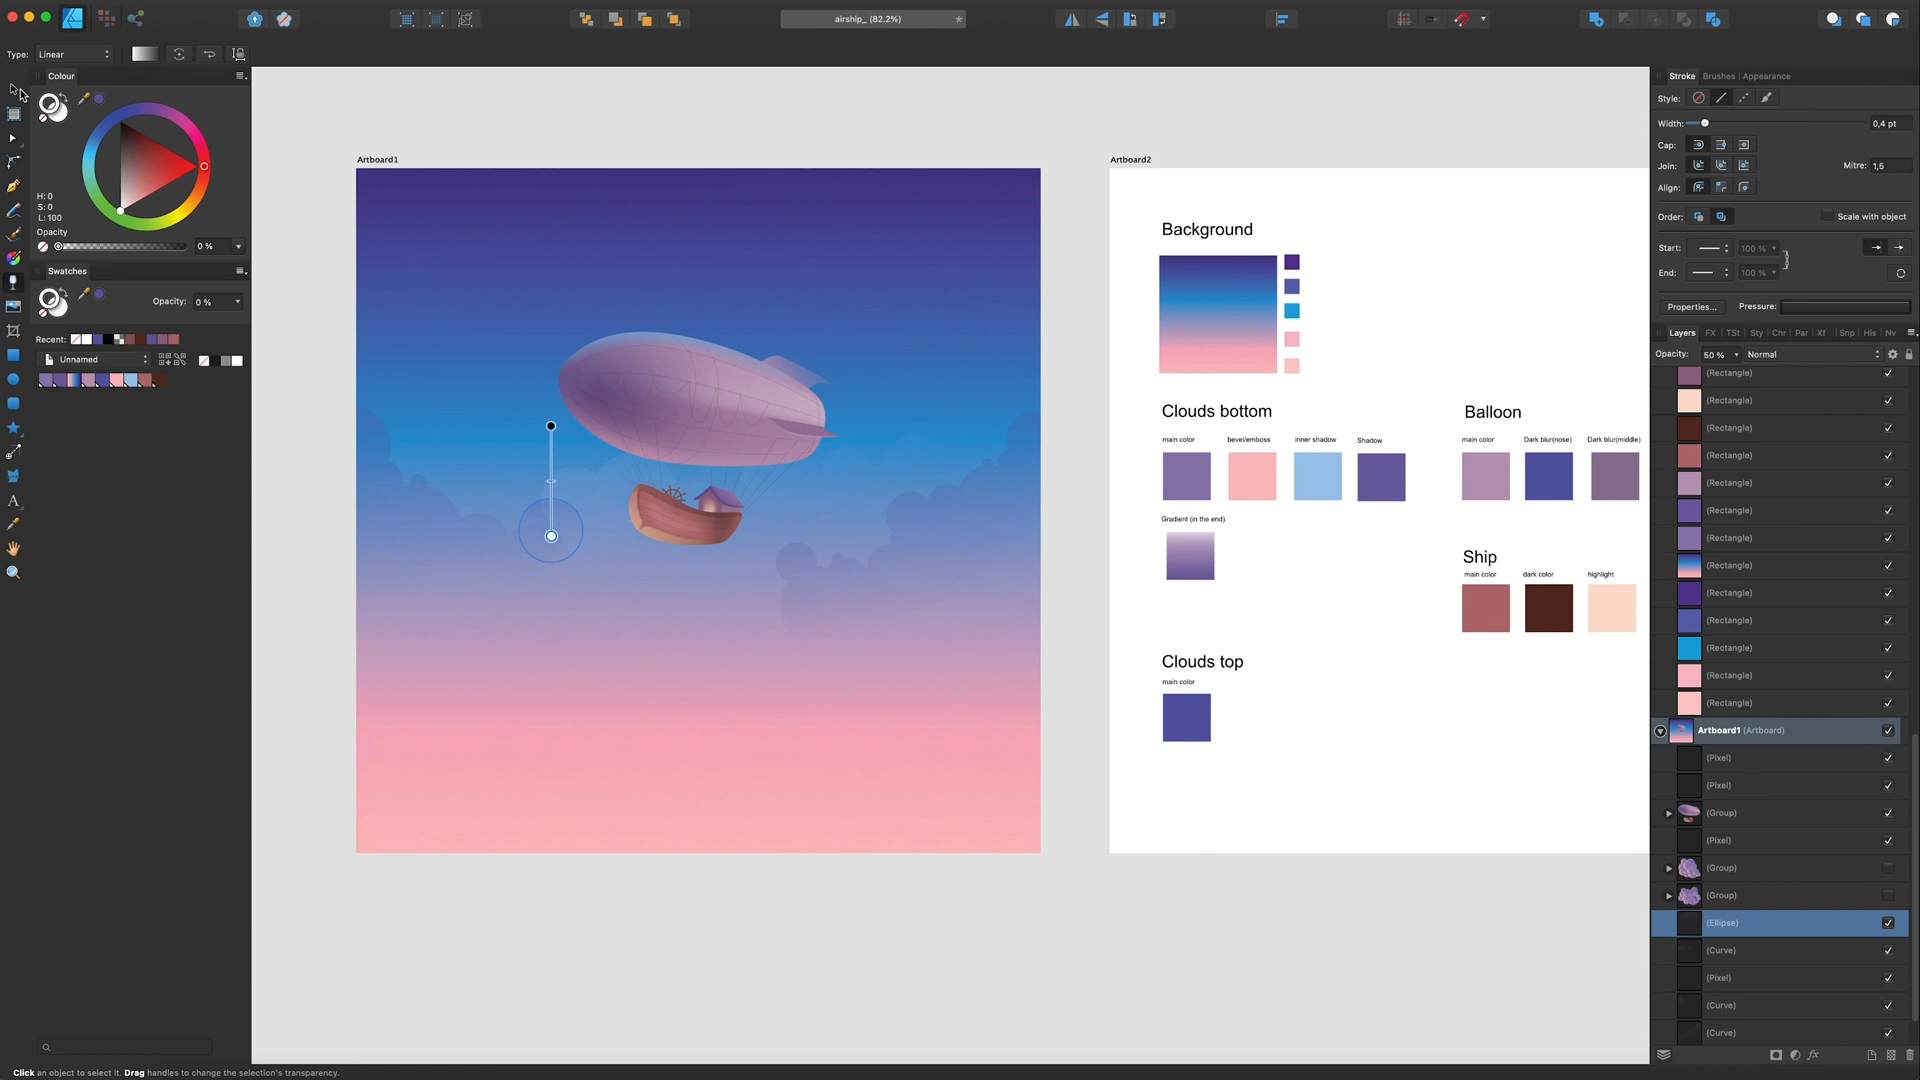 airship_ (82.2%)
*
Type:
Linear
Colour
H: 0
S: 0
L: 100
Opacity
0 %
Swatches
Opacity:
0 %
Recent:
Unnamed
A
Artboard1
Artboard2
Background
Clouds bottom
main color
bevel/emboss
inner shadow
Shadow
Gradient (in the end)
Clouds top
main color
Balloon
main color
Dark blur(nose)
Dark blur(middle)
Ship
main color
dark color
highlight
Stroke
Brushes
Appearance
Style:
Width:
0,4 pt
Cap:
Join:
Mitre:
1,5
Align:
Order:
Scale with object
Start:
100 %
End:
100 %
Properties...
Pressure:
Layers
FX
TSt
Sty
Chr
Par
Xf
Snp
His
Nv
Opacity:
50 %
Normal
(Rectangle)
(Rectangle)
(Rectangle)
(Rectangle)
(Rectangle)
(Rectangle)
(Rectangle)
(Rectangle)
(Rectangle)
(Rectangle)
(Rectangle)
(Rectangle)
(Rectangle)
Artboard1 (Artboard)
(Pixel)
(Pixel)
(Group)
(Pixel)
(Group)
(Group)
(Ellipse)
(Curve)
(Pixel)
(Curve)
(Curve)
fx
Click an object to select it. Drag handles to change the selection's transparency.